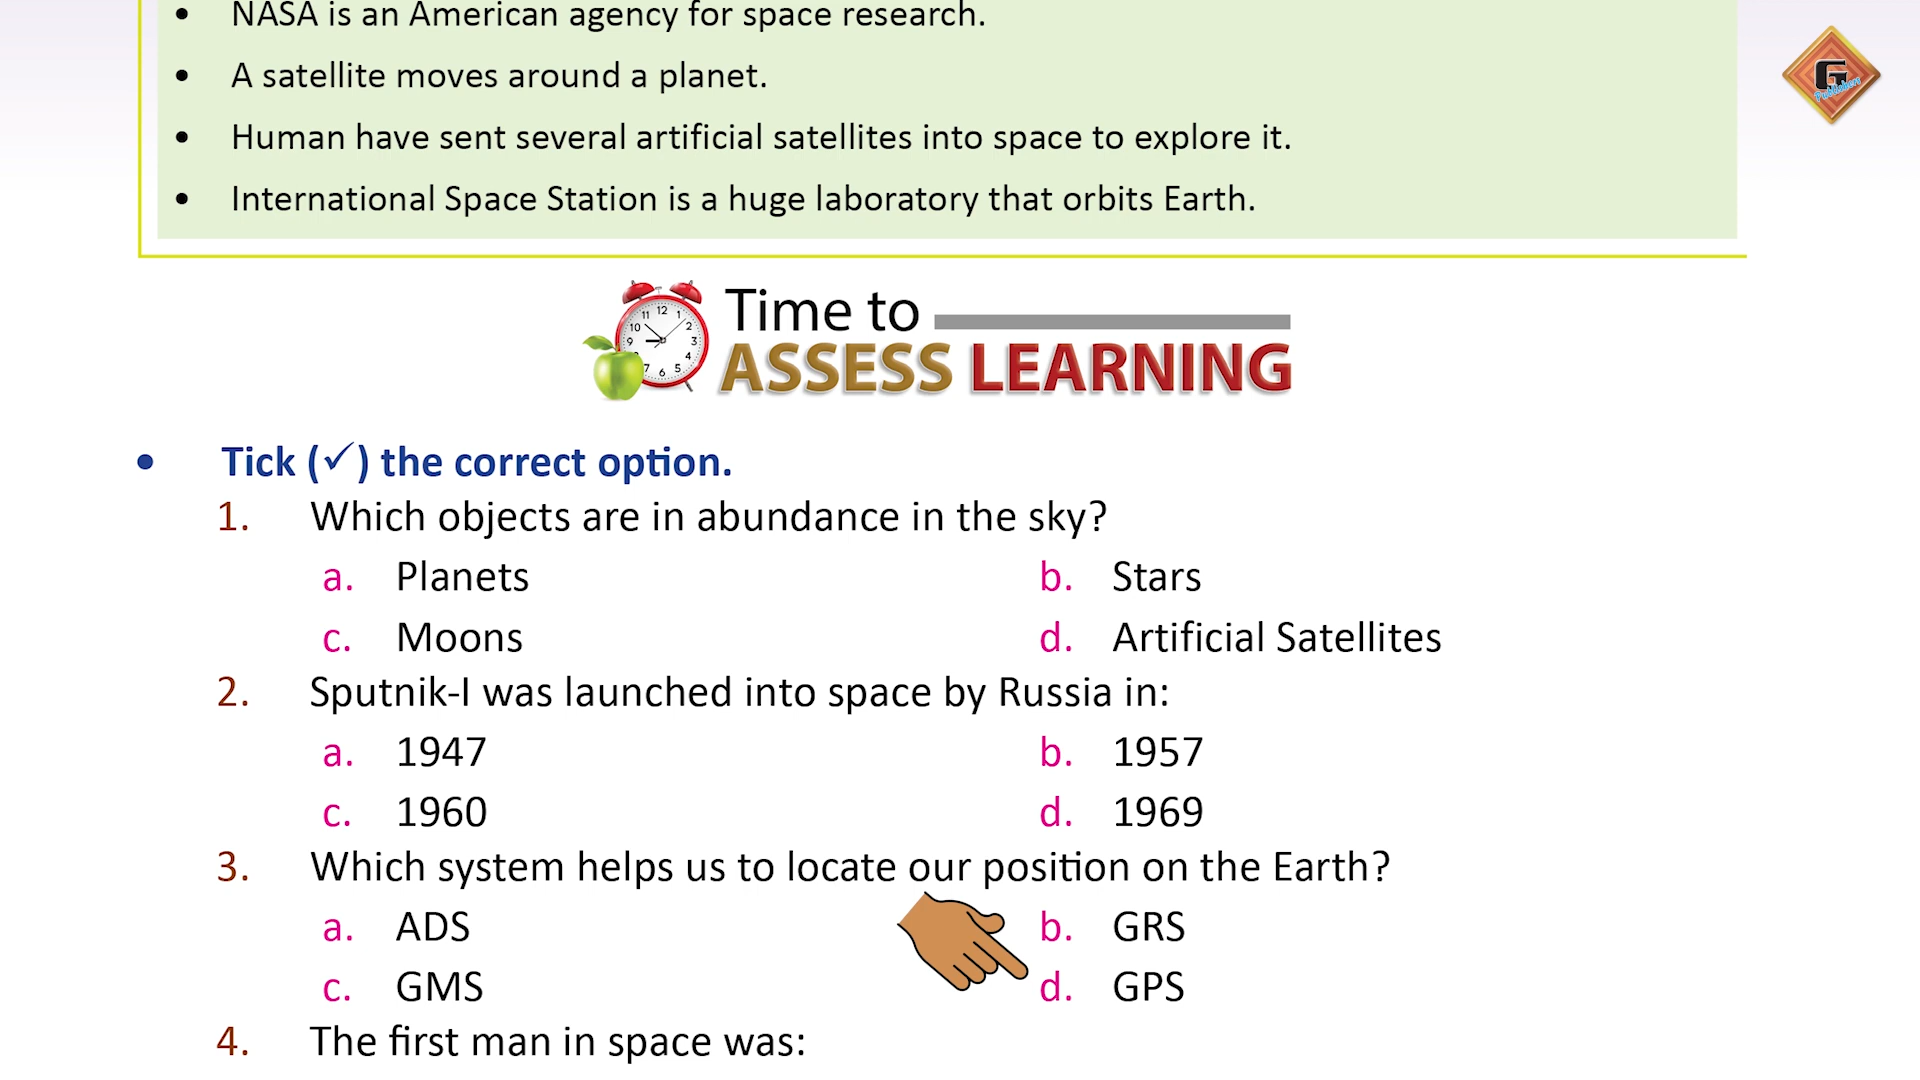 • NASA is an American agency for space research.
• A satellite moves around a planet.
• Human have sent several artificial satellites into space to explore it.
• International Space Station is a huge laboratory that orbits Earth.
G
Publishers
Time to
ASSESS LEARNING
• Tick (✓) the correct option.
1. Which objects are in abundance in the sky?
a. Planets b. Stars
c. Moons d. Artificial Satellites
2. Sputnik-I was launched into space by Russia in:
a. 1947 b. 1957
c. 1960 d. 1969
3. Which system helps us to locate our position on the Earth?
a. ADS b. GRS
c. GMS d. GPS
4. The first man in space was: